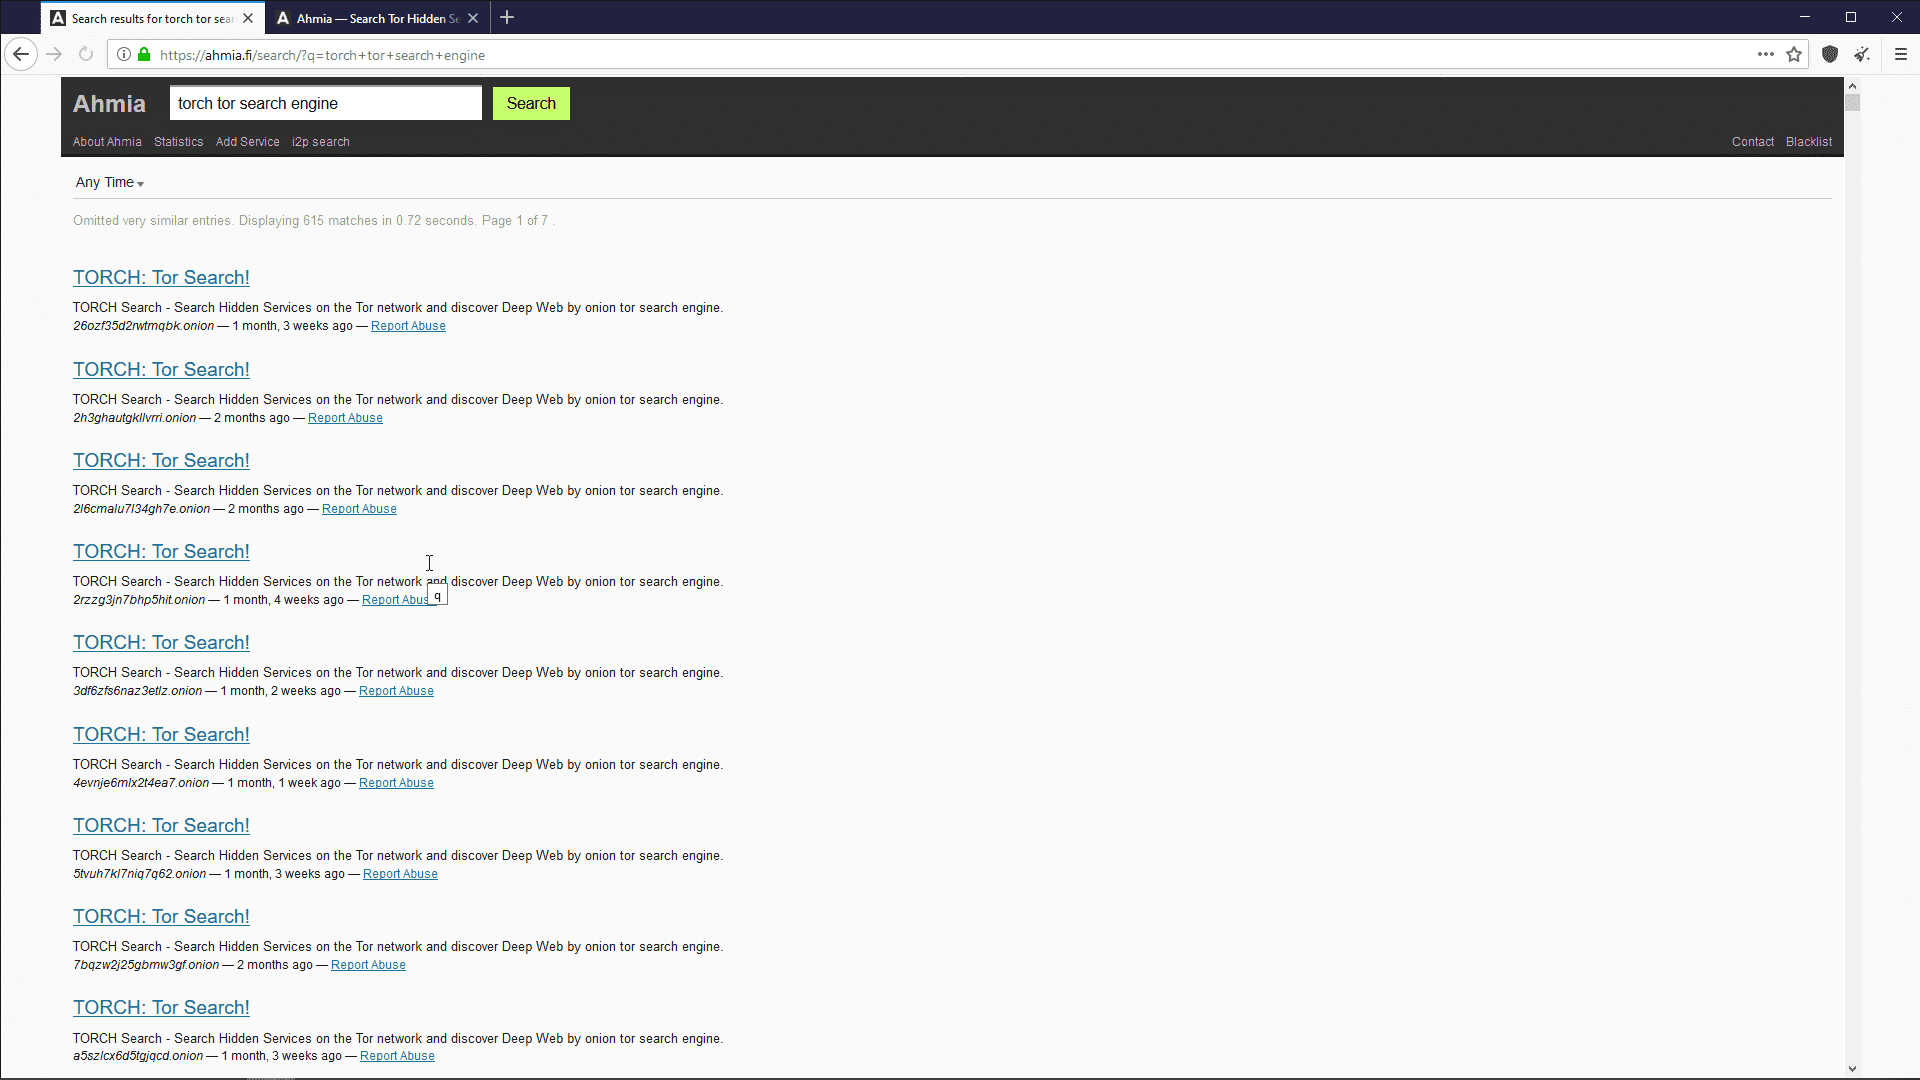 Search results for torch tor sear
Ahmia — Search Tor Hidden Se
https://ahmia.fi/search/?q=torch+tor+search+engine
Ahmia
torch tor search engine
Search
About Ahmia Statistics Add Service i2p search
Contact Blacklist
Any Time
Omitted very similar entries. Displaying 615 matches in 0.72 seconds. Page 1 of 7 .
TORCH: Tor Search!
TORCH Search - Search Hidden Services on the Tor network and discover Deep Web by onion tor search engine.
26ozf35d2rwtmqbk.onion — 1 month, 3 weeks ago — Report Abuse
TORCH: Tor Search!
TORCH Search - Search Hidden Services on the Tor network and discover Deep Web by onion tor search engine.
2h3ghautgkllvrri.onion — 2 months ago — Report Abuse
TORCH: Tor Search!
TORCH Search - Search Hidden Services on the Tor network and discover Deep Web by onion tor search engine.
2l6cmalu7l34gh7e.onion — 2 months ago — Report Abuse
TORCH: Tor Search!
TORCH Search - Search Hidden Services on the Tor network and discover Deep Web by onion tor search engine.
2rzzg3jn7bhp5hit.onion — 1 month, 4 weeks ago — Report Abus
q
TORCH: Tor Search!
TORCH Search - Search Hidden Services on the Tor network and discover Deep Web by onion tor search engine.
3df6zfs6naz3etlz.onion — 1 month, 2 weeks ago — Report Abuse
TORCH: Tor Search!
TORCH Search - Search Hidden Services on the Tor network and discover Deep Web by onion tor search engine.
4evnje6mlx2t4ea7.onion — 1 month, 1 week ago — Report Abuse
TORCH: Tor Search!
TORCH Search - Search Hidden Services on the Tor network and discover Deep Web by onion tor search engine.
5tvuh7kl7niq7q62.onion — 1 month, 3 weeks ago — Report Abuse
TORCH: Tor Search!
TORCH Search - Search Hidden Services on the Tor network and discover Deep Web by onion tor search engine.
7bqzw2j25gbmw3gf.onion — 2 months ago — Report Abuse
TORCH: Tor Search!
TORCH Search - Search Hidden Services on the Tor network and discover Deep Web by onion tor search engine.
a5szlcx6d5tgjqcd.onion — 1 month, 3 weeks ago — Report Abuse